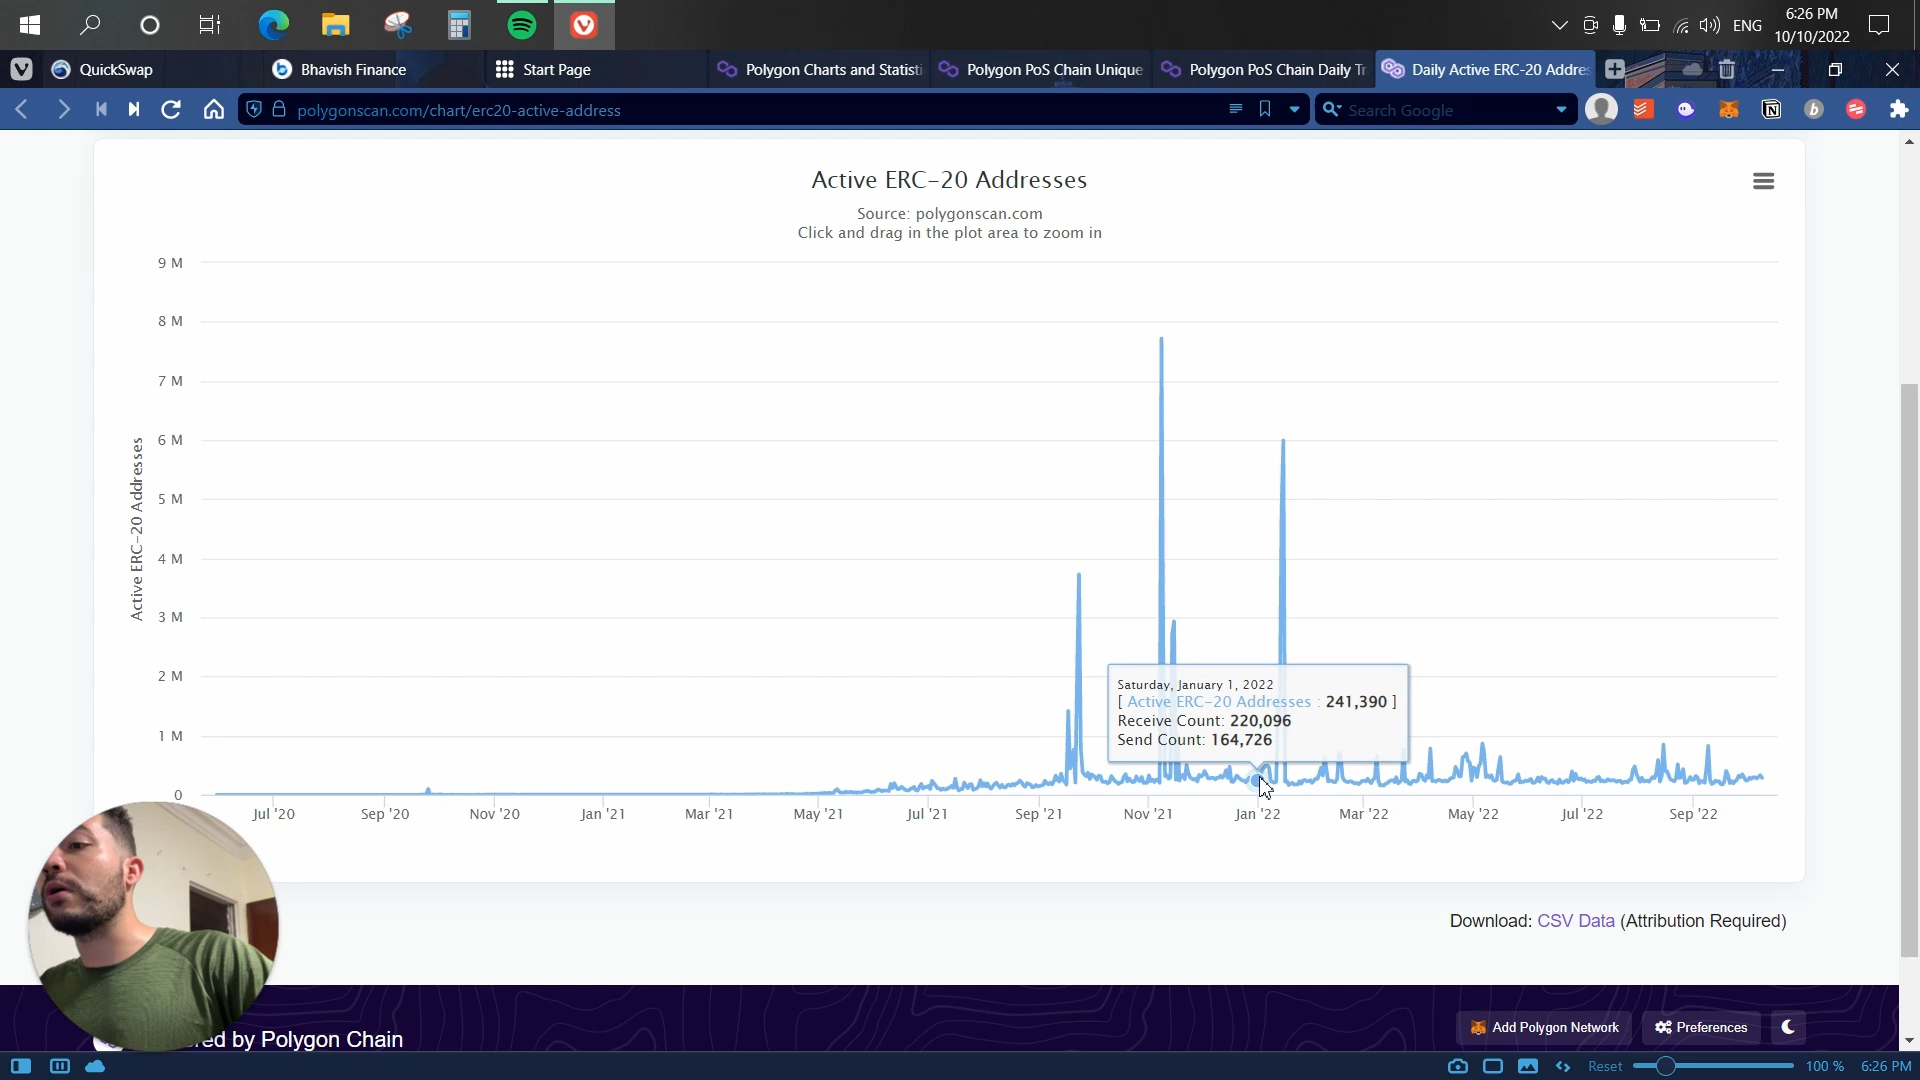 ENG
6:26 PM
10/10/2022
QuickSwap
Bhavish Finance
Start Page
Polygon Charts and Statisti
Polygon PoS Chain Unique
Polygon PoS Chain Daily Tr
Daily Active ERC-20 Addres
polygonscan.com/chart/erc20-active-address
Search Google
Active ERC-20 Addresses
Source: polygonscan.com
Click and drag in the plot area to zoom in
Active ERC-20 Addresses
9 M
8 M
7 M
6 M
5 M
4 M
3 M
2 M
1 M
0
Saturday, January 1, 2022
[ Active ERC-20 Addresses : 241,390 ]
Receive Count: 220,096
Send Count: 164,726
Jul '20 Sep '20 Nov '20 Jan '21 Mar '21 May '21 Jul '21 Sep '21 Nov '21 Jan '22 Mar '22 May '22 Jul '22 Sep '22
Download: CSV Data (Attribution Required)
ed by Polygon Chain
Add Polygon Network
Preferences
Reset
100 %
6:26 PM